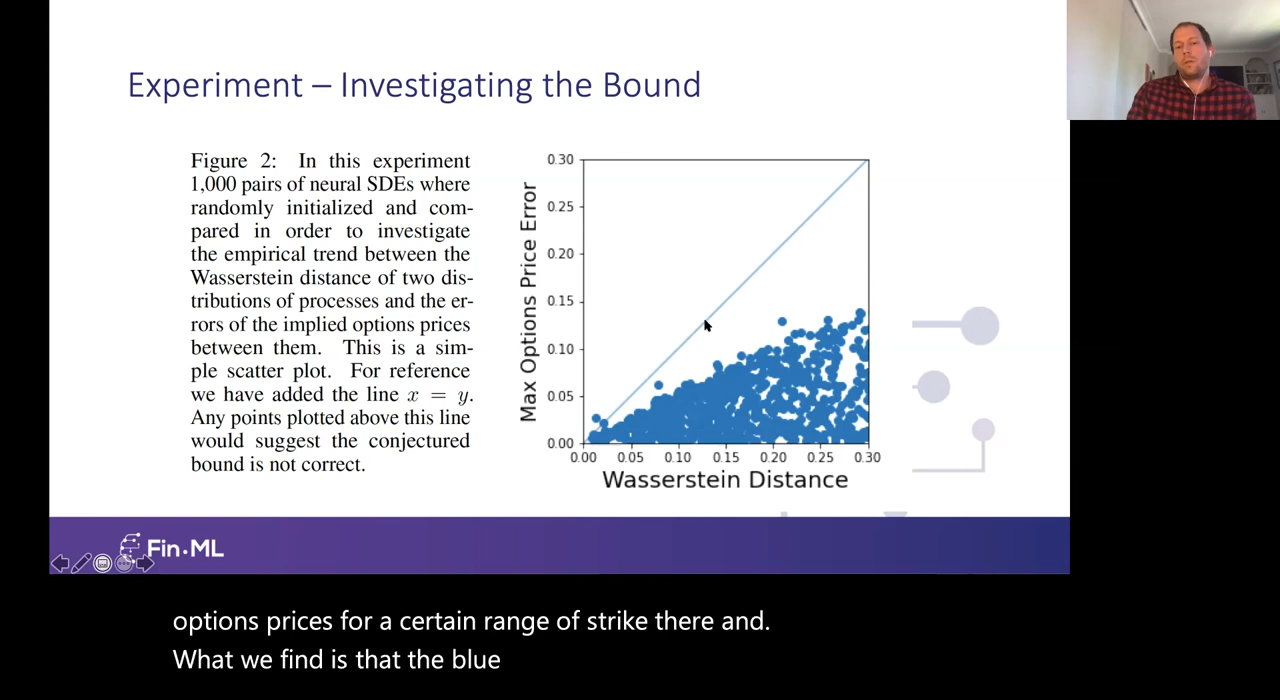 Experiment – Investigating the Bound
Figure 2: In this experiment
1,000 pairs of neural SDEs where
randomly initialized and com-
pared in order to investigate
the empirical trend between the
Wasserstein distance of two dis-
tributions of processes and the er-
rors of the implied options prices
between them. This is a sim-
ple scatter plot. For reference
we have added the line x = y.
Any points plotted above this line
would suggest the conjectured
bound is not correct.
Max Options Price Error
0.30
0.25
0.20
0.15
0.10
0.05
0.00
0.00 0.05 0.10 0.15 0.20 0.25 0.30
Wasserstein Distance
Fin·ML
options prices for a certain range of strike there and.
What we find is that the blue